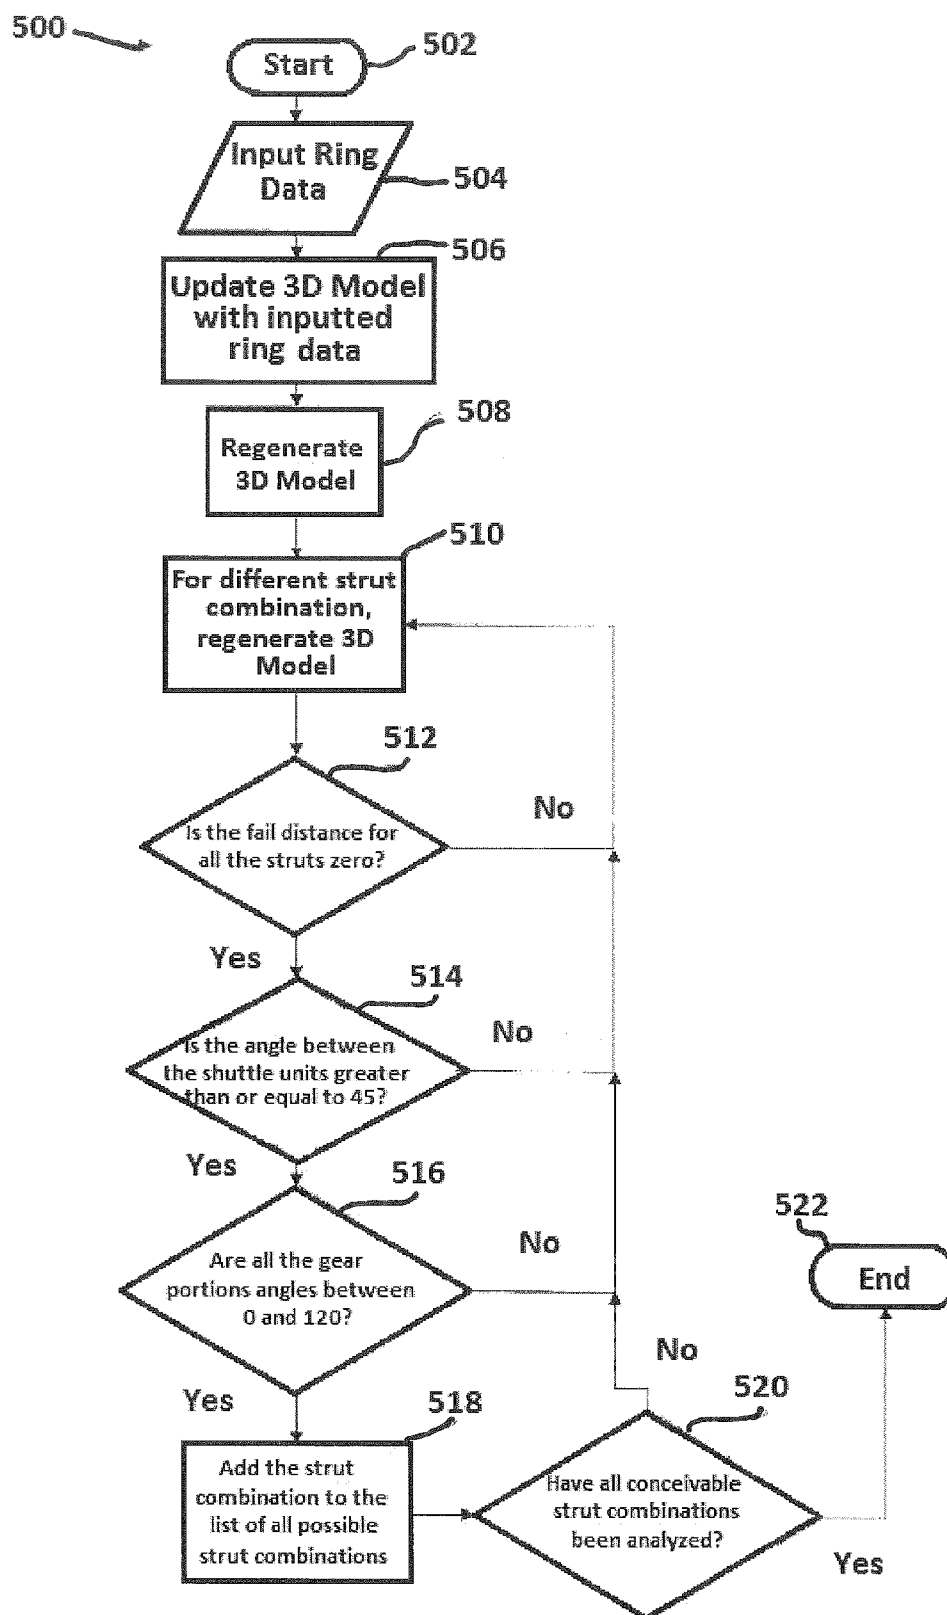 500
Start
502
Input Ring
Data
504
506
Update 3D Model
with inputted
ring data
508
Regenerate
3D Model
510
For different strut
combination,
regenerate 3D
Model
512
Is the fail distance for
all the struts zero?
No
Yes
514
Is the angle between
the shuttle units greater
than or equal to 45?
No
Yes
516
Are all the gear
portions angles between
0 and 120?
No
522
End
Yes
518
Add the strut
combination to the
list of all possible
strut combinations
No
520
Have all conceivable
strut combinations
been analyzed?
Yes